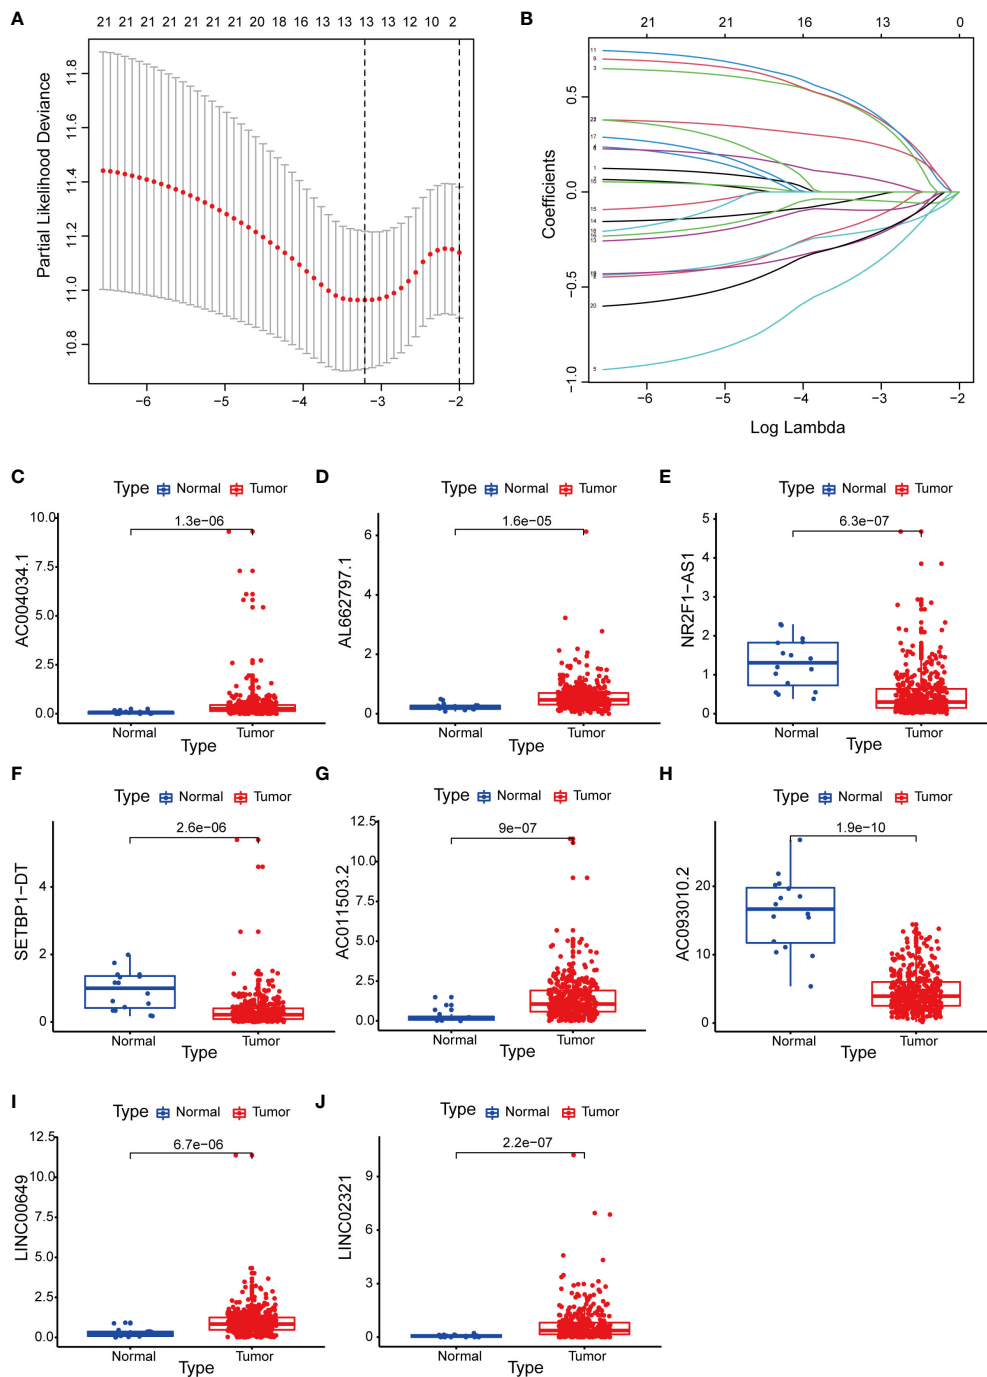 A
21 21 21 21 21 21 21 20 18 16 13 13 13 13 12 10 2
Partial Likelihood Deviance
11.8
11.6
11.4
11.2
11.0
10.8
−6 −5 −4 −3 −2
B
21 21 16 13 0
Coefficients
0.5
0.0
−0.5
−1.0
11
9
3
17
1
15
14
13
20
5
−6 −5 −4 −3 −2
Log Lambda
C
Type Normal Tumor
AC004034.1
10.0
7.5
5.0
2.5
0.0
1.3e−06
Normal Tumor
Type
D
Type Normal Tumor
AL662797.1
6
4
2
0
1.6e−05
Normal Tumor
Type
E
Type Normal Tumor
NR2F1−AS1
5
4
3
2
1
0
6.3e−07
Normal Tumor
Type
F
Type Normal Tumor
SETBP1−DT
4
2
0
2.6e−06
Normal Tumor
Type
G
Type Normal Tumor
AC011503.2
12.5
10.0
7.5
5.0
2.5
0.0
9e−07
Normal Tumor
Type
H
Type Normal Tumor
AC093010.2
20
10
0
1.9e−10
Normal Tumor
Type
I
Type Normal Tumor
LINC00649
12.5
10.0
7.5
5.0
2.5
0.0
6.7e−06
Normal Tumor
Type
J
Type Normal Tumor
LINC02321
9
6
3
0
2.2e−07
Normal Tumor
Type